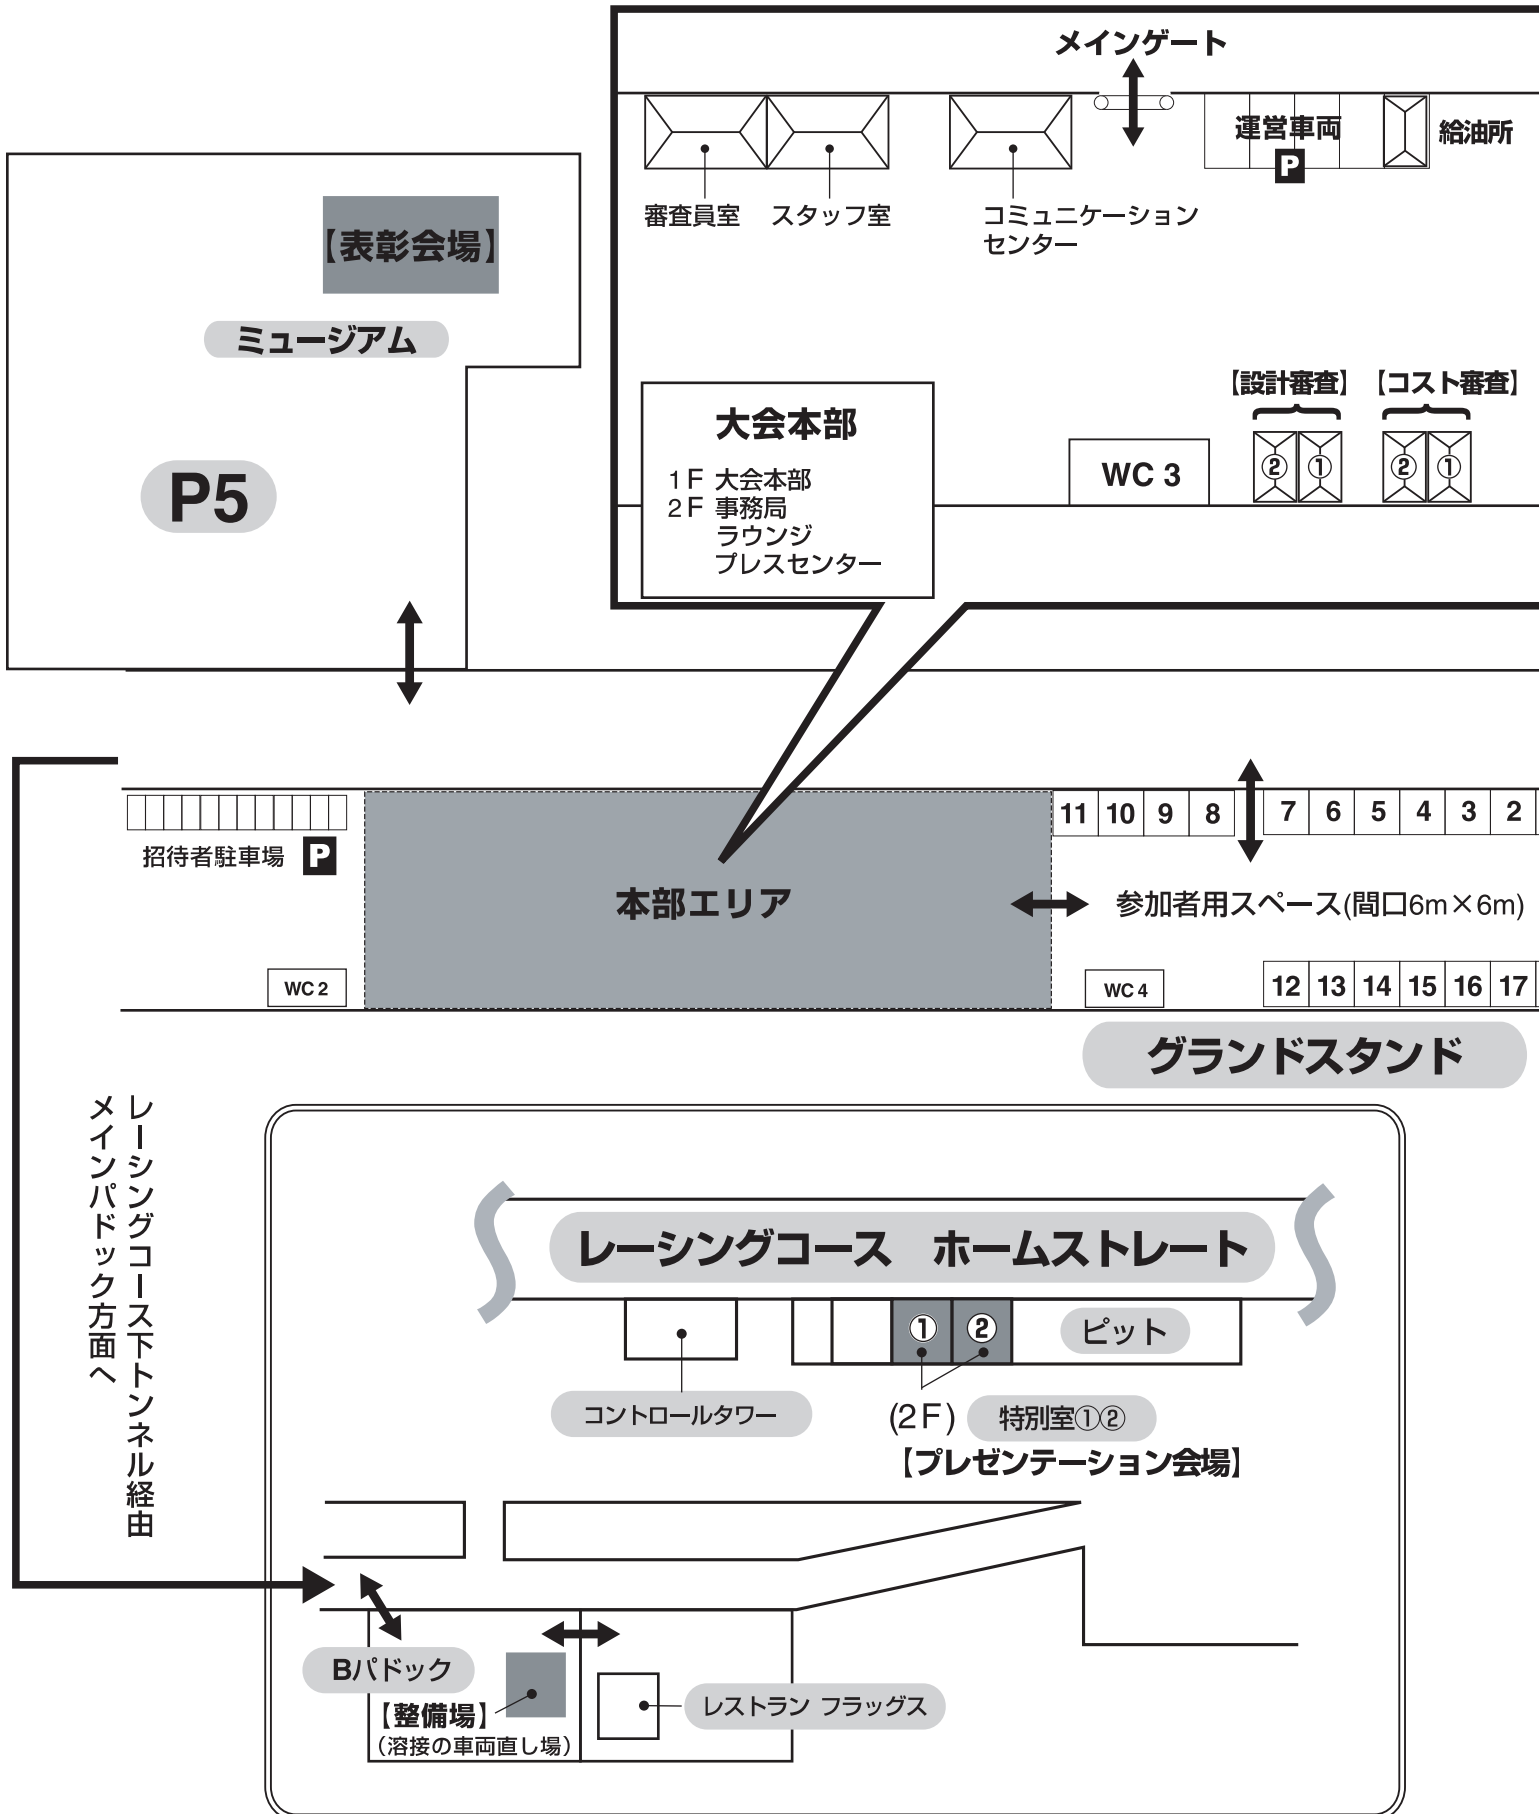 メインゲート
運営車両
P
給油所
審査員室
スタッフ室
コミュニケーション
センター
【表彰会場】
ミュージアム
P5
大会本部
1F 大会本部
2F 事務局
ラウンジ
プレスセンター
WC 3
【設計審査】
② ①
【コスト審査】
② ①
招待者駐車場 P
本部エリア
11 10 9 8
7 6 5 4 3 2
参加者用スペース(間口6m×6m)
WC 2
WC 4
12 13 14 15 16 17
グランドスタンド
レーシングコース下トンネル経由
メインパドック方面へ
レーシングコース ホームストレート
① ②
ピット
コントロールタワー
(2F) 特別室①②
【プレゼンテーション会場】
Bパドック
【整備場】
(溶接の車両直し場)
レストラン フラッグス